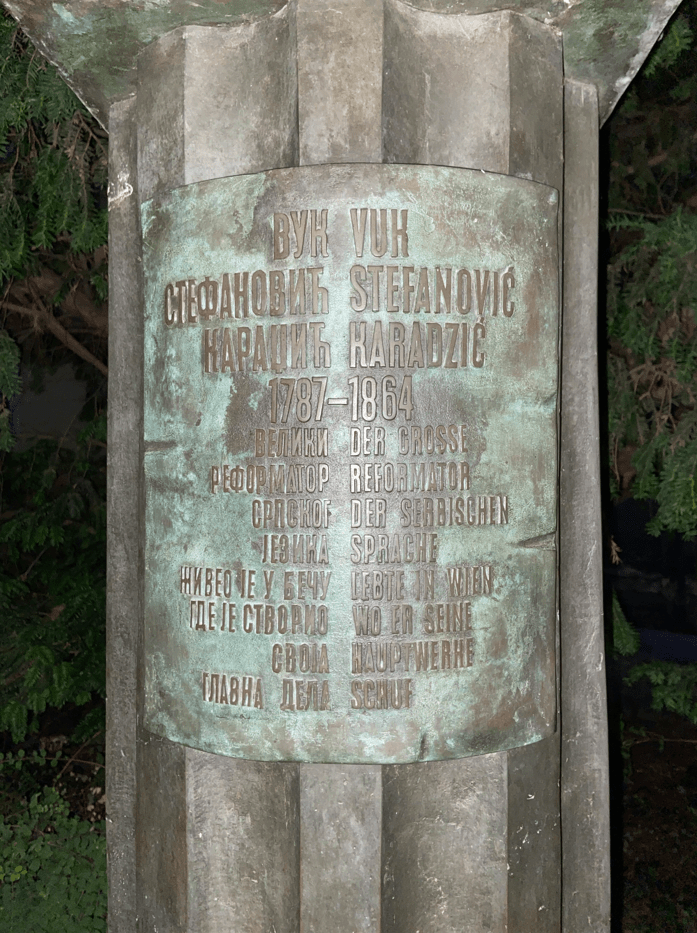 ВУК VUK
СТЕФАНОВИЋ STEFANOVIĆ
КАРАЏИЋ KARADZIĆ
1787–1864
ВЕЛИКИ DER GROSSE
РЕФОРМАТОР REFORMATOR
СРПСКОГ DER SERBISCHEN
ЈЕЗИКА SPRACHE
ЖИВЕО ЈЕ У БЕЧУ LEBTE IN WIEN
ГДЕ ЈЕ СТВОРИО WO ER SEINE
СВОЈА HAUPTWERKE
ГЛАВНА ДЕЛА SCHUF